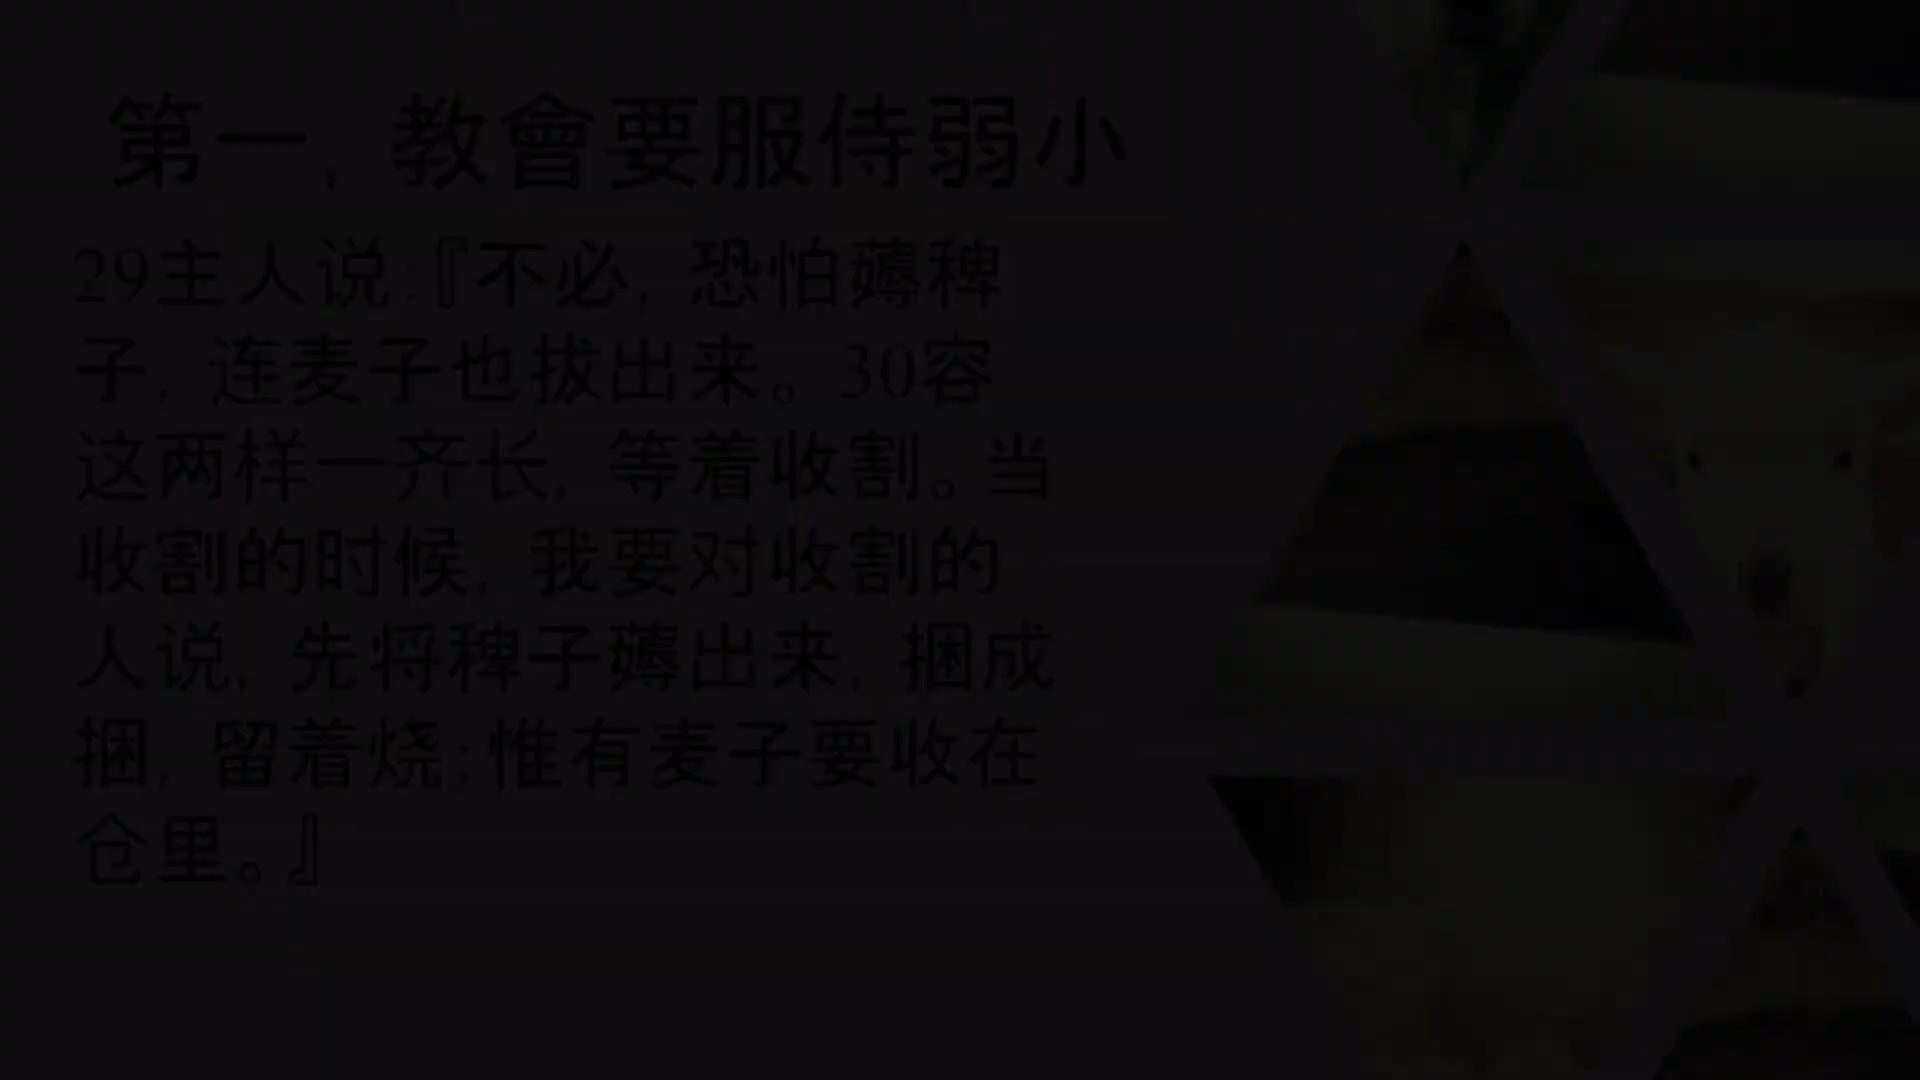 第一，教會要服侍弱小
29主人说：『不必，恐怕薅稗
子，连麦子也拔出来。30容
这两样一齐长，等着收割。当
收割的时候，我要对收割的
人说，先将稗子薅出来，捆成
捆，留着烧；惟有麦子要收在
仓里。』